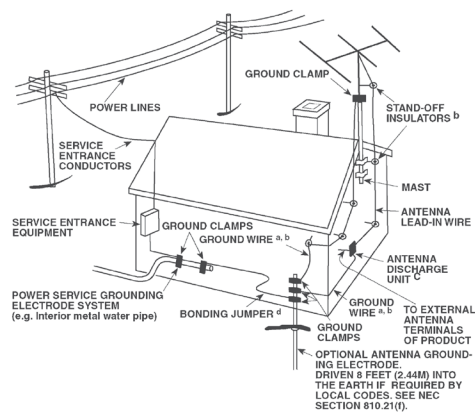 GROUND CLAMP
POWER LINES
STAND-OFF
INSULATORS b
SERVICE
ENTRANCE
CONDUCTORS
MAST
ANTENNA
LEAD-IN WIRE
SERVICE ENTRANCE
EQUIPMENT
GROUND CLAMPS
GROUND WIRE a, b
ANTENNA
DISCHARGE
UNIT C
POWER SERVICE GROUNDING
ELECTRODE SYSTEM
(e.g. Interior metal water pipe)
BONDING JUMPER d
GROUND
WIRE a, b
TO EXTERNAL
ANTENNA
TERMINALS
OF PRODUCT
GROUND
CLAMPS
OPTIONAL ANTENNA GROUND-
ING ELECTRODE.
DRIVEN 8 FEET (2.44M) INTO
THE EARTH IF REQUIRED BY
LOCAL CODES. SEE NEC
SECTION 810.21(f).